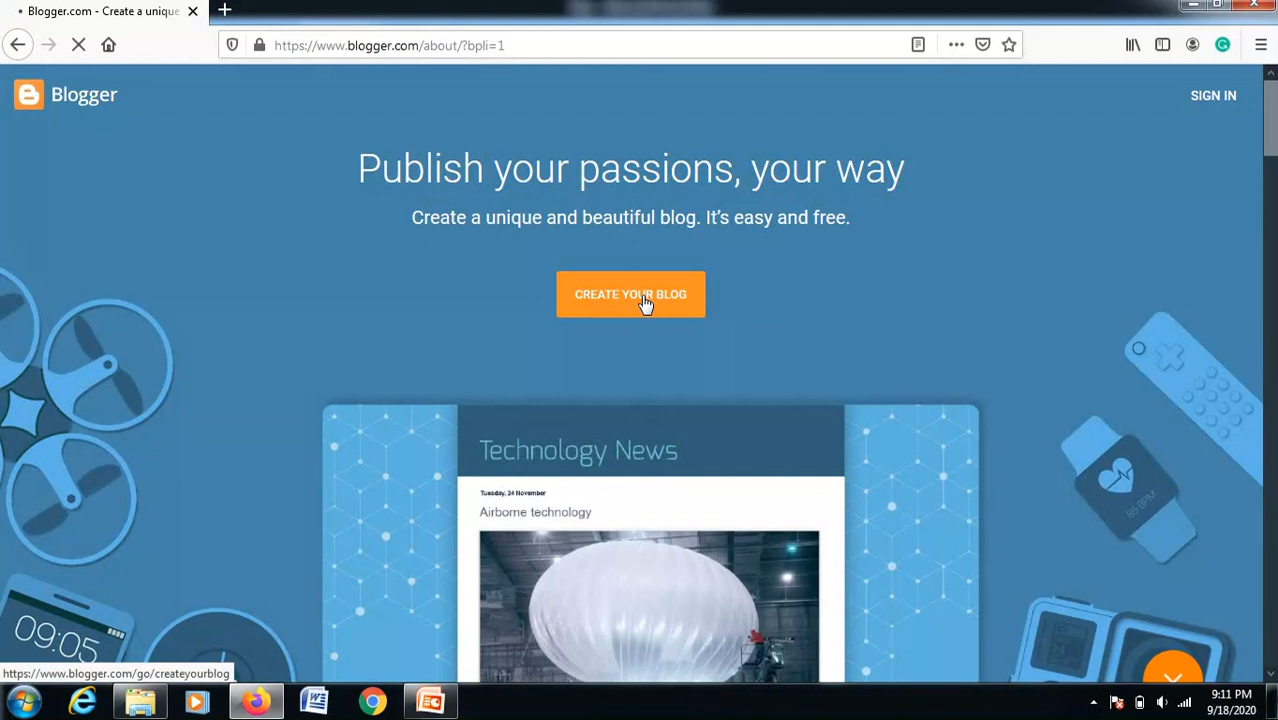 Blogger.com - Create a unique
https://www.blogger.com/about/?bpli=1
Blogger
SIGN IN
Publish your passions, your way
Create a unique and beautiful blog. It's easy and free.
CREATE YOUR BLOG
Technology News
Tuesday, 24 November
Airborne technology
86 BPM
09:05
https://www.blogger.com/go/createyourblog
9:11 PM
9/18/2020